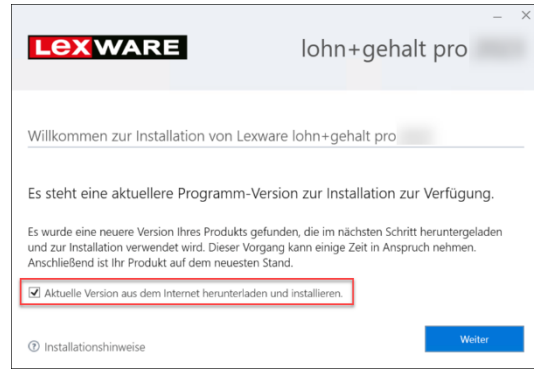 LEXWARE
lohn+gehalt pro
Willkommen zur Installation von Lexware lohn+gehalt pro
Es steht eine aktuellere Programm-Version zur Installation zur Verfügung.
Es wurde eine neuere Version Ihres Produkts gefunden, die im nächsten Schritt heruntergeladen
und zur Installation verwendet wird. Dieser Vorgang kann einige Zeit in Anspruch nehmen.
Anschließend ist Ihr Produkt auf dem neuesten Stand.
Aktuelle Version aus dem Internet herunterladen und installieren.
Installationshinweise
Weiter